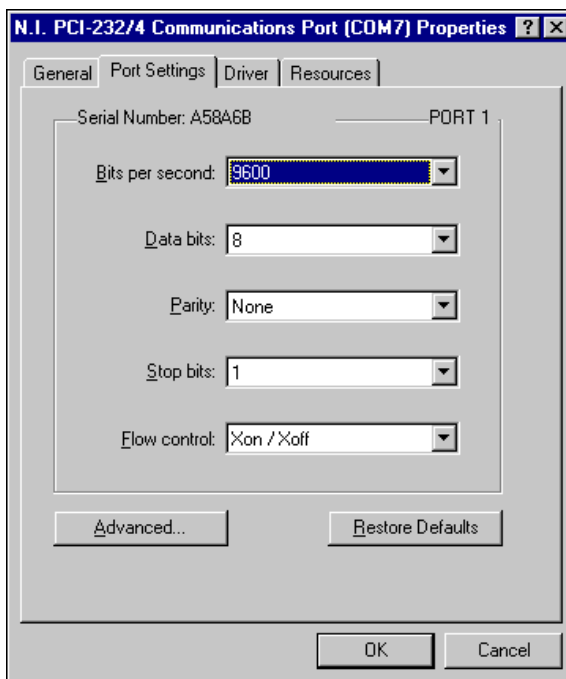 N.I. PCI-232/4 Communications Port (COM7) Properties ? X
General Port Settings Driver Resources
Serial Number: A58A6B PORT 1
Bits per second: 9600
Data bits: 8
Parity: None
Stop bits: 1
Flow control: Xon / Xoff
Advanced... Restore Defaults
OK Cancel